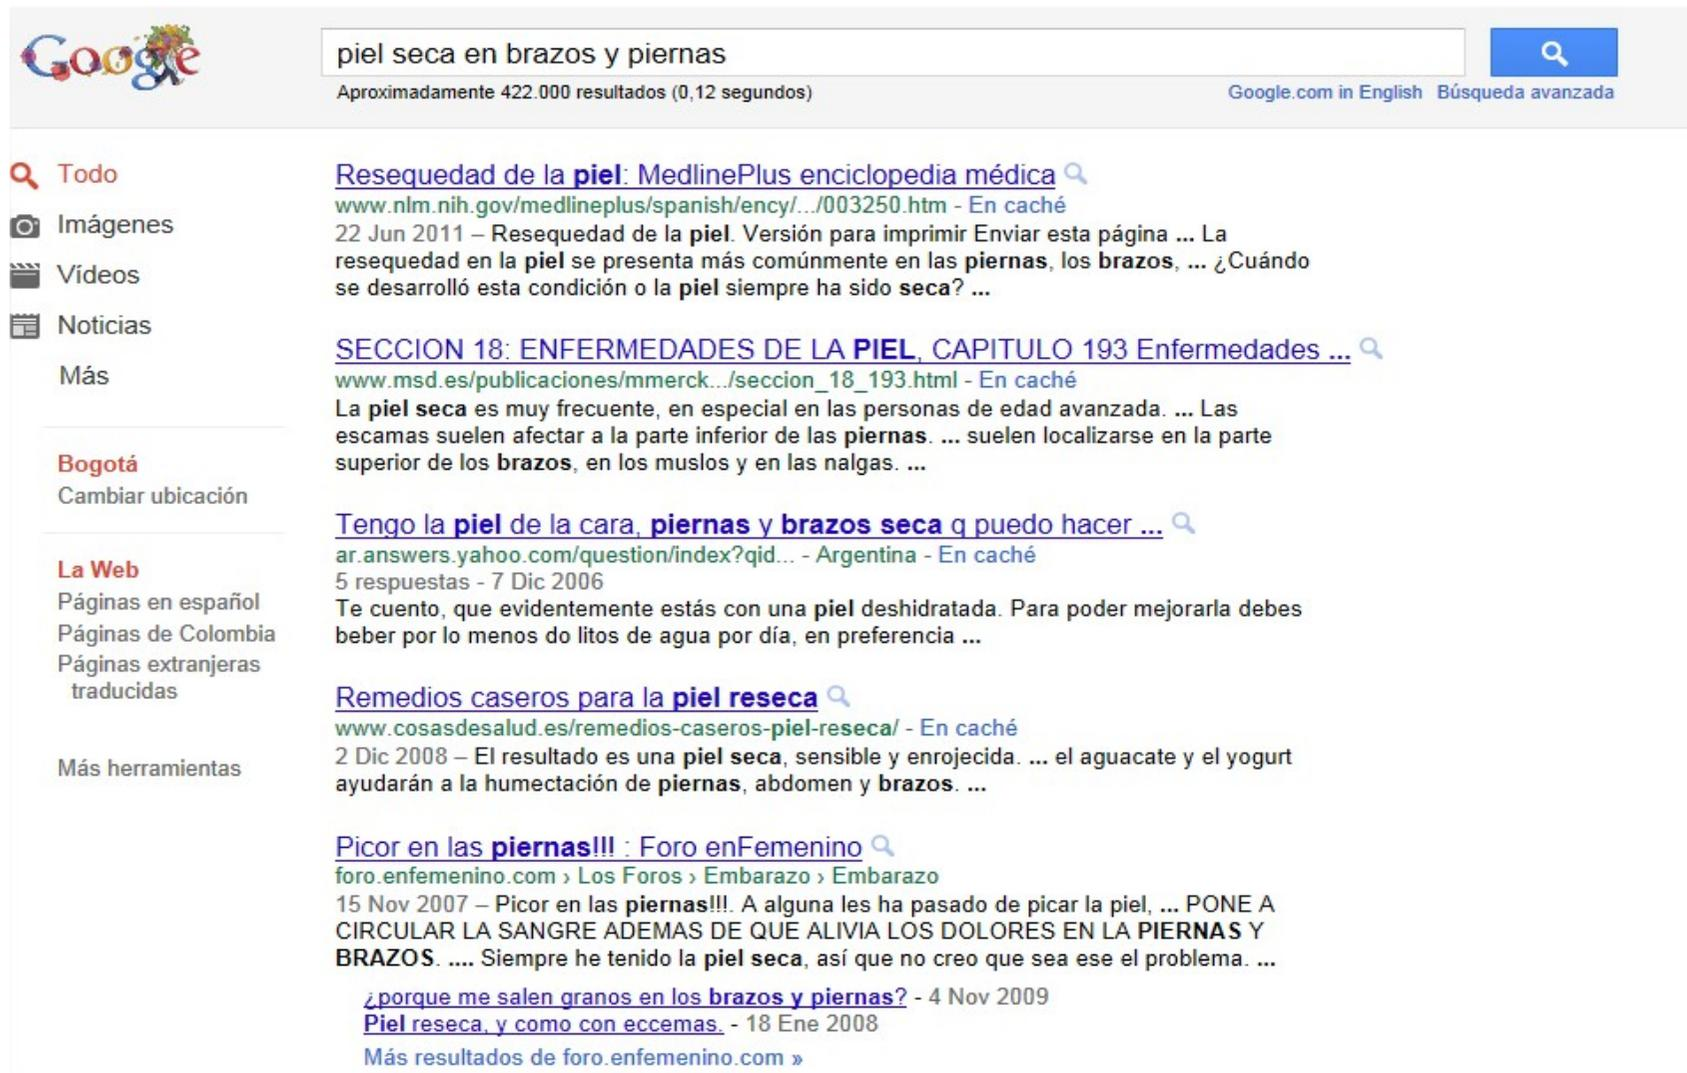 Google
piel seca en brazos y piernas
Aproximadamente 422.000 resultados (0,12 segundos)
Google.com in English Búsqueda avanzada
Todo
Imágenes
Vídeos
Noticias
Más
Bogotá
Cambiar ubicación
La Web
Páginas en español
Páginas de Colombia
Páginas extranjeras
traducidas
Más herramientas
Resequedad de la piel: MedlinePlus enciclopedia médica
www.nlm.nih.gov/medlineplus/spanish/ency/.../003250.htm - En caché
22 Jun 2011 – Resequedad de la piel. Versión para imprimir Enviar esta página ... La
resequedad en la piel se presenta más comúnmente en las piernas, los brazos, ... ¿Cuándo
se desarrolló esta condición o la piel siempre ha sido seca? ...
SECCION 18: ENFERMEDADES DE LA PIEL, CAPITULO 193 Enfermedades ...
www.msd.es/publicaciones/mmerck.../seccion_18_193.html - En caché
La piel seca es muy frecuente, en especial en las personas de edad avanzada. ... Las
escamas suelen afectar a la parte inferior de las piernas. ... suelen localizarse en la parte
superior de los brazos, en los muslos y en las nalgas. ...
Tengo la piel de la cara, piernas y brazos seca q puedo hacer ...
ar.answers.yahoo.com/question/index?qid... - Argentina - En caché
5 respuestas - 7 Dic 2006
Te cuento, que evidentemente estás con una piel deshidratada. Para poder mejorarla debes
beber por lo menos do litos de agua por día, en preferencia ...
Remedios caseros para la piel reseca
www.cosasdesalud.es/remedios-caseros-piel-reseca/ - En caché
2 Dic 2008 – El resultado es una piel seca, sensible y enrojecida. ... el aguacate y el yogurt
ayudarán a la humectación de piernas, abdomen y brazos. ...
Picor en las piernas!!! : Foro enFemenino
foro.enfemenino.com › Los Foros › Embarazo › Embarazo
15 Nov 2007 – Picor en las piernas!!!. A alguna les ha pasado de picar la piel, ... PONE A
CIRCULAR LA SANGRE ADEMAS DE QUE ALIVIA LOS DOLORES EN LA PIERNAS Y
BRAZOS. .... Siempre he tenido la piel seca, así que no creo que sea ese el problema. ...
¿porque me salen granos en los brazos y piernas? - 4 Nov 2009
Piel reseca, y como con eccemas. - 18 Ene 2008
Más resultados de foro.enfemenino.com »